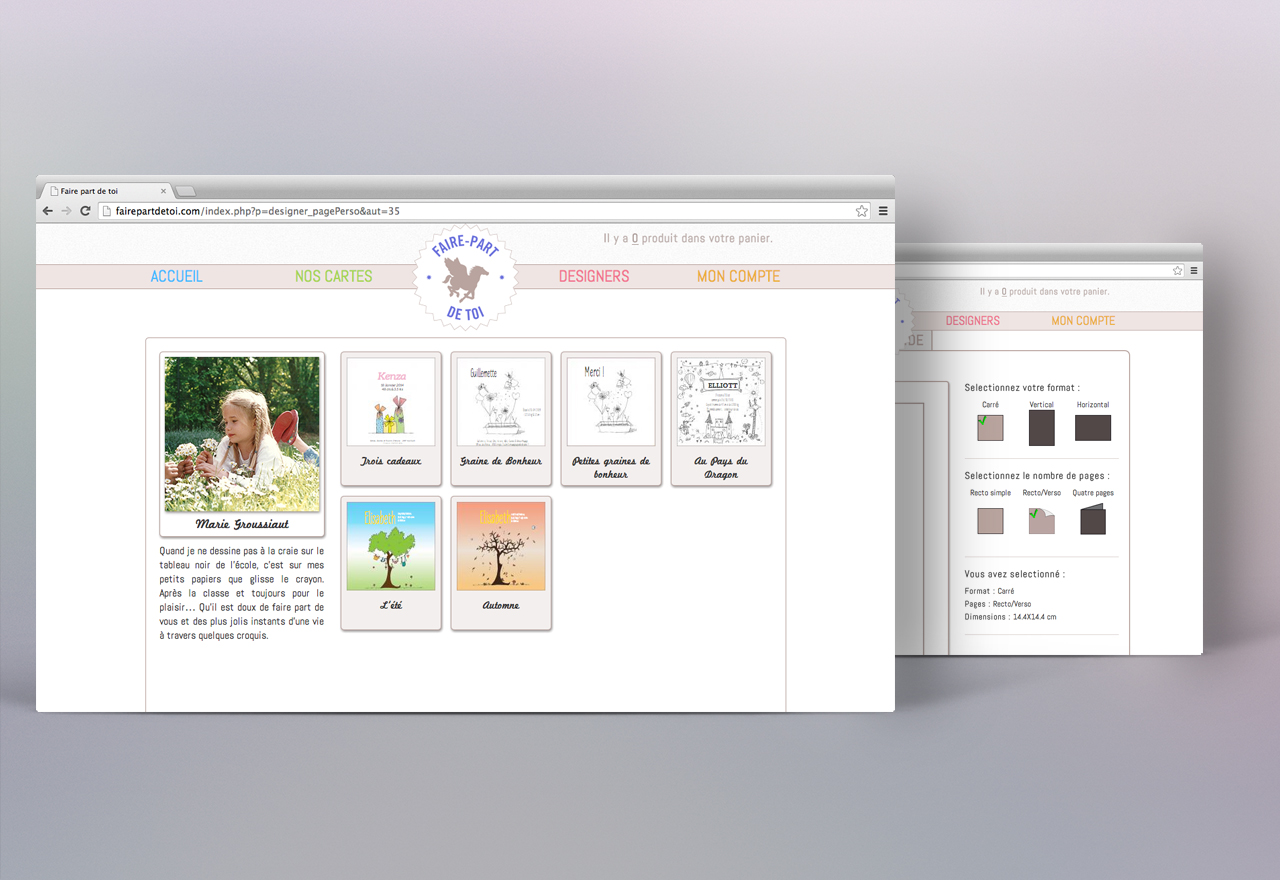 Faire part de toi
fairepartdetoi.com/index.php?p=designer_pagePerso&aut=35
Il y a 0 produit dans votre panier.
ACCUEIL
NOS CARTES
FAIRE-PART
DE TOI
DESIGNERS
MON COMPTE
Marie Groussiaut
Quand je ne dessine pas à la craie sur le
tableau noir de l'école, c'est sur mes
petits papiers que glisse le crayon.
Après la classe et toujours pour le
plaisir... Qu'il est doux de faire part de
vous et des plus jolis instants d'une vie
à travers quelques croquis.
Kenza
Trois cadeaux
Guillemette
Graine de Bonheur
Merci !
Petites graines de
bonheur
ELLIOTT
Au Pays du
Dragon
Elisabeth
L'été
Elisabeth
Automne
Il y a 0 produit dans votre panier.
DESIGNERS
MON COMPTE
DE
Selectionnez votre format :
Carré
Vertical
Horizontal
Selectionnez le nombre de pages :
Recto simple
Recto/Verso
Quatre pages
Vous avez selectionné :
Format : Carré
Pages : Recto/Verso
Dimensions : 14.4X14.4 cm